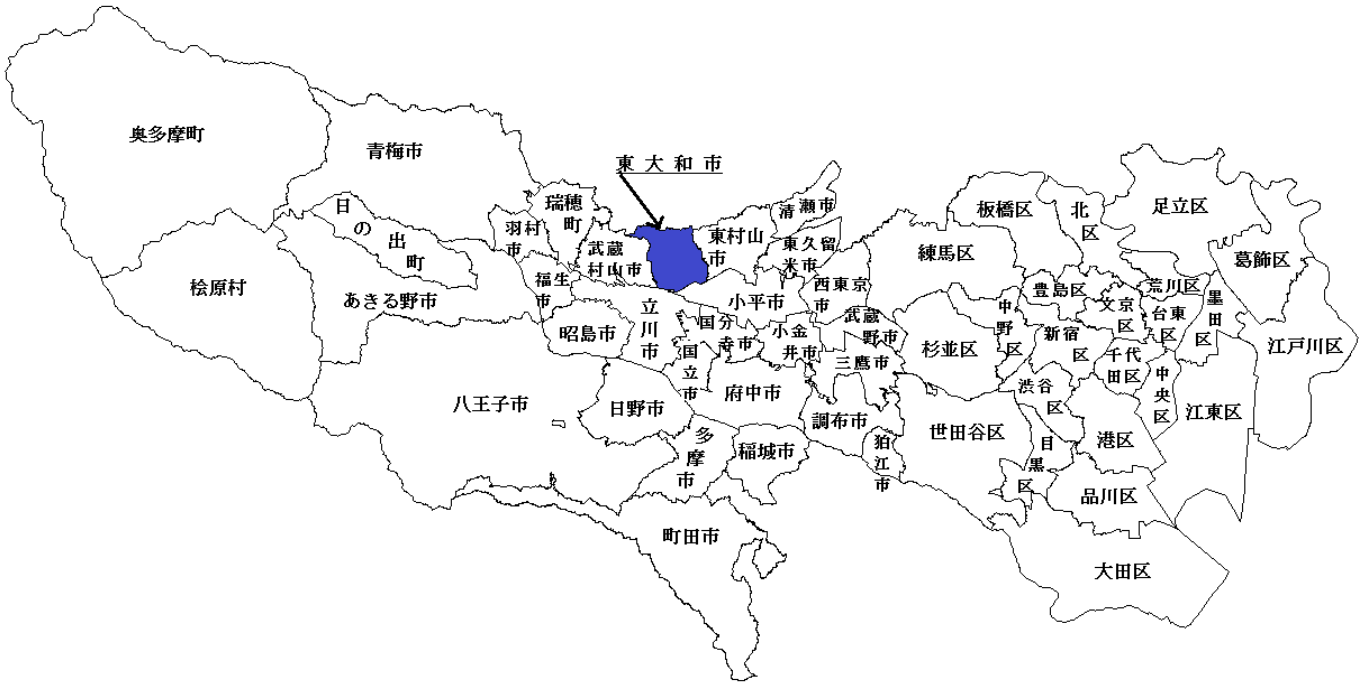 奥多摩町
青梅市
日の出町
桧原村
あきる野市
羽村市
瑞穂町
武蔵村山市
東大和市
東村山市
清瀬市
東久留米市
西東京市
福生市
昭島市
立川市
国分寺市
国立市
小平市
小金井市
武蔵野市
三鷹市
八王子市
日野市
府中市
調布市
多摩市
稲城市
狛江市
町田市
板橋区
北区
足立区
練馬区
葛飾区
豊島区
荒川区
文京区
台東区
墨田区
中野区
杉並区
新宿区
千代田区
江戸川区
渋谷区
中央区
江東区
世田谷区
目黒区
港区
品川区
大田区